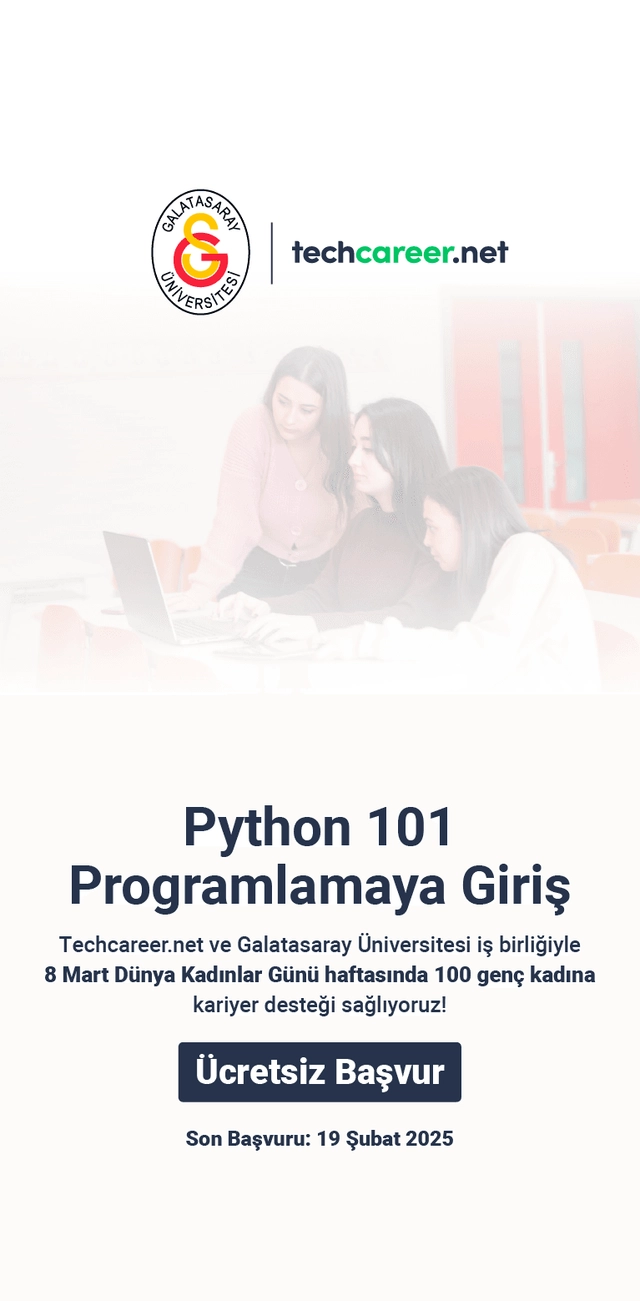 GALATASARAY
ÜNİVERSİTESİ
techcareer.net
Python 101
Programlamaya Giriş
Techcareer.net ve Galatasaray Üniversitesi iş birliğiyle
8 Mart Dünya Kadınlar Günü haftasında 100 genç kadına
kariyer desteği sağlıyoruz!
Ücretsiz Başvur
Son Başvuru: 19 Şubat 2025